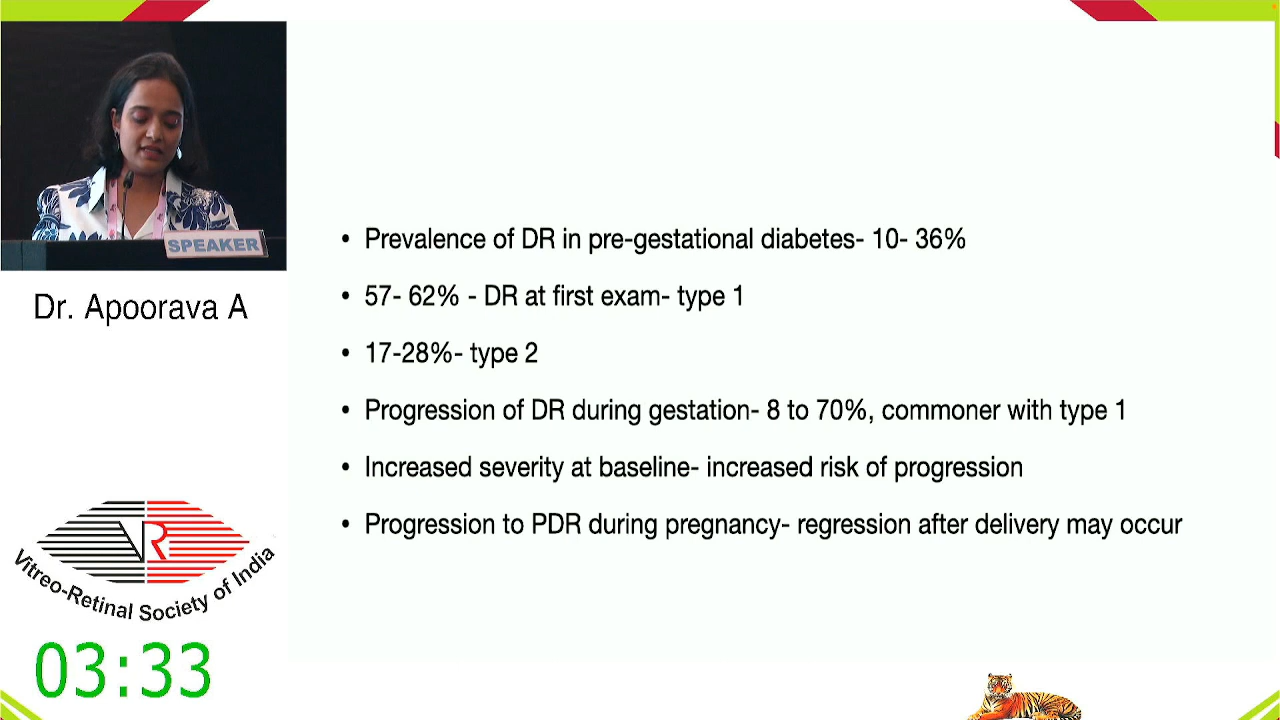 SPEAKER
Dr. Apoorava A
• Prevalence of DR in pre-gestational diabetes- 10- 36%
• 57- 62% - DR at first exam- type 1
• 17-28%- type 2
• Progression of DR during gestation- 8 to 70%, commoner with type 1
• Increased severity at baseline- increased risk of progression
• Progression to PDR during pregnancy- regression after delivery may occur
VR
Vitreo-Retinal Society of India
03:33